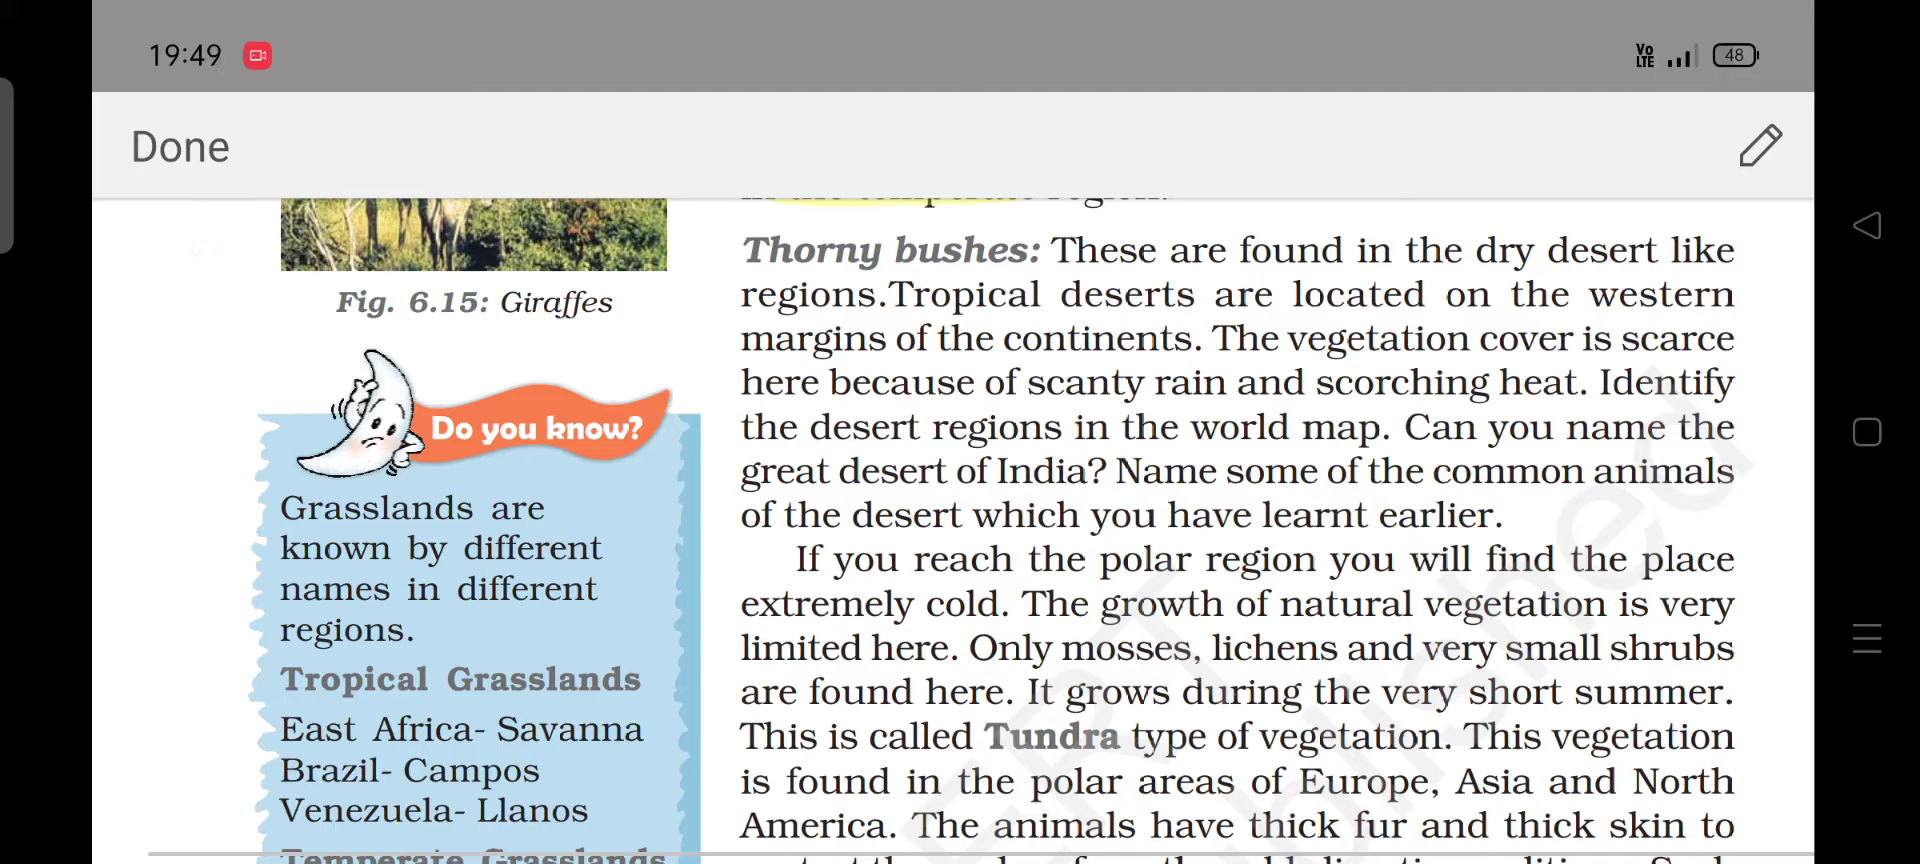 19:49
Vo
LTE
48
Done
Fig. 6.15: Giraffes
Do you know?
Grasslands are
known by different
names in different
regions.
Tropical Grasslands
East Africa- Savanna
Brazil- Campos
Venezuela- Llanos
Temperate Grasslands
in the temperate region.
Thorny bushes: These are found in the dry desert like
regions.Tropical deserts are located on the western
margins of the continents. The vegetation cover is scarce
here because of scanty rain and scorching heat. Identify
the desert regions in the world map. Can you name the
great desert of India? Name some of the common animals
of the desert which you have learnt earlier.
If you reach the polar region you will find the place
extremely cold. The growth of natural vegetation is very
limited here. Only mosses, lichens and very small shrubs
are found here. It grows during the very short summer.
This is called Tundra type of vegetation. This vegetation
is found in the polar areas of Europe, Asia and North
America. The animals have thick fur and thick skin to